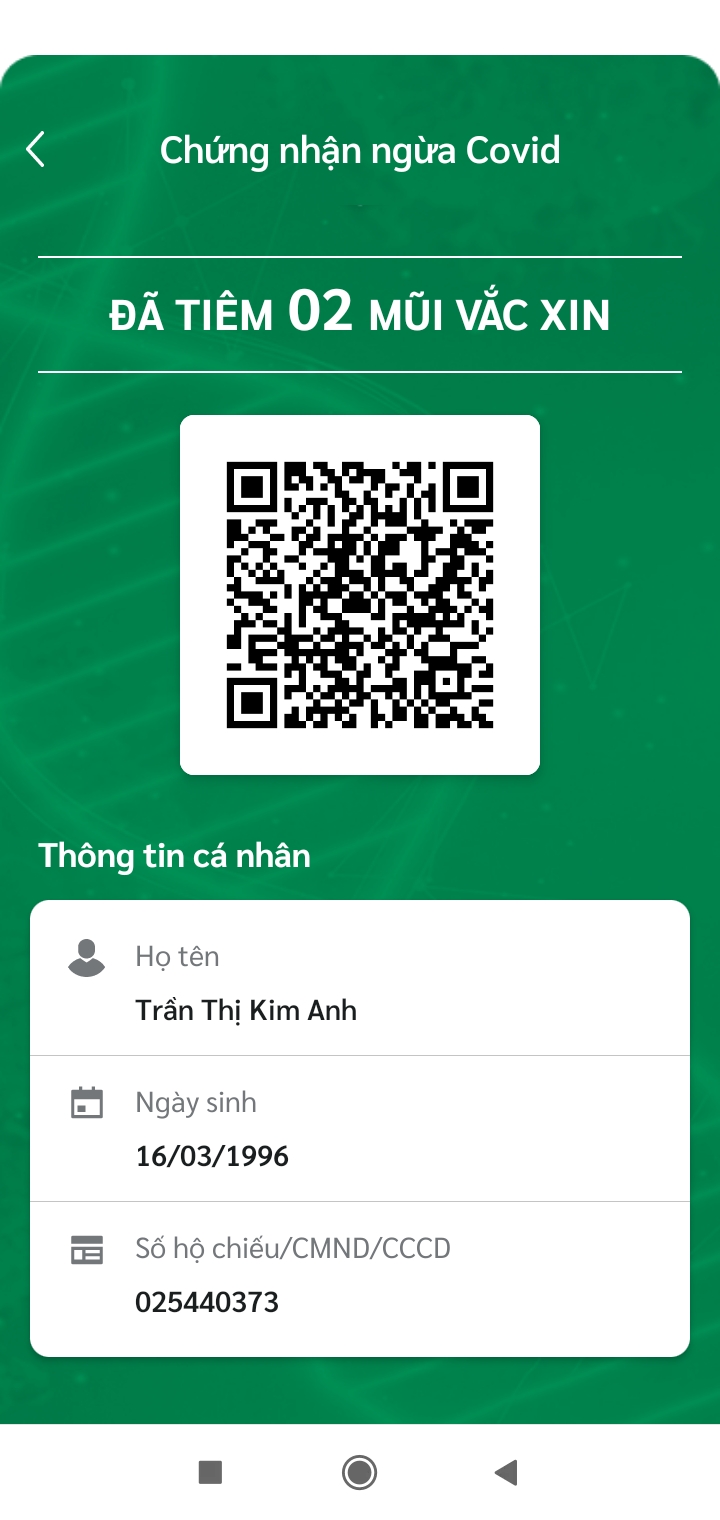 Chứng nhận ngừa Covid
ĐÃ TIÊM 02 MŨI VẮC XIN
Thông tin cá nhân
Họ tên
Trần Thị Kim Anh
Ngày sinh
16/03/1996
Số hộ chiếu/CMND/CCCD
025440373